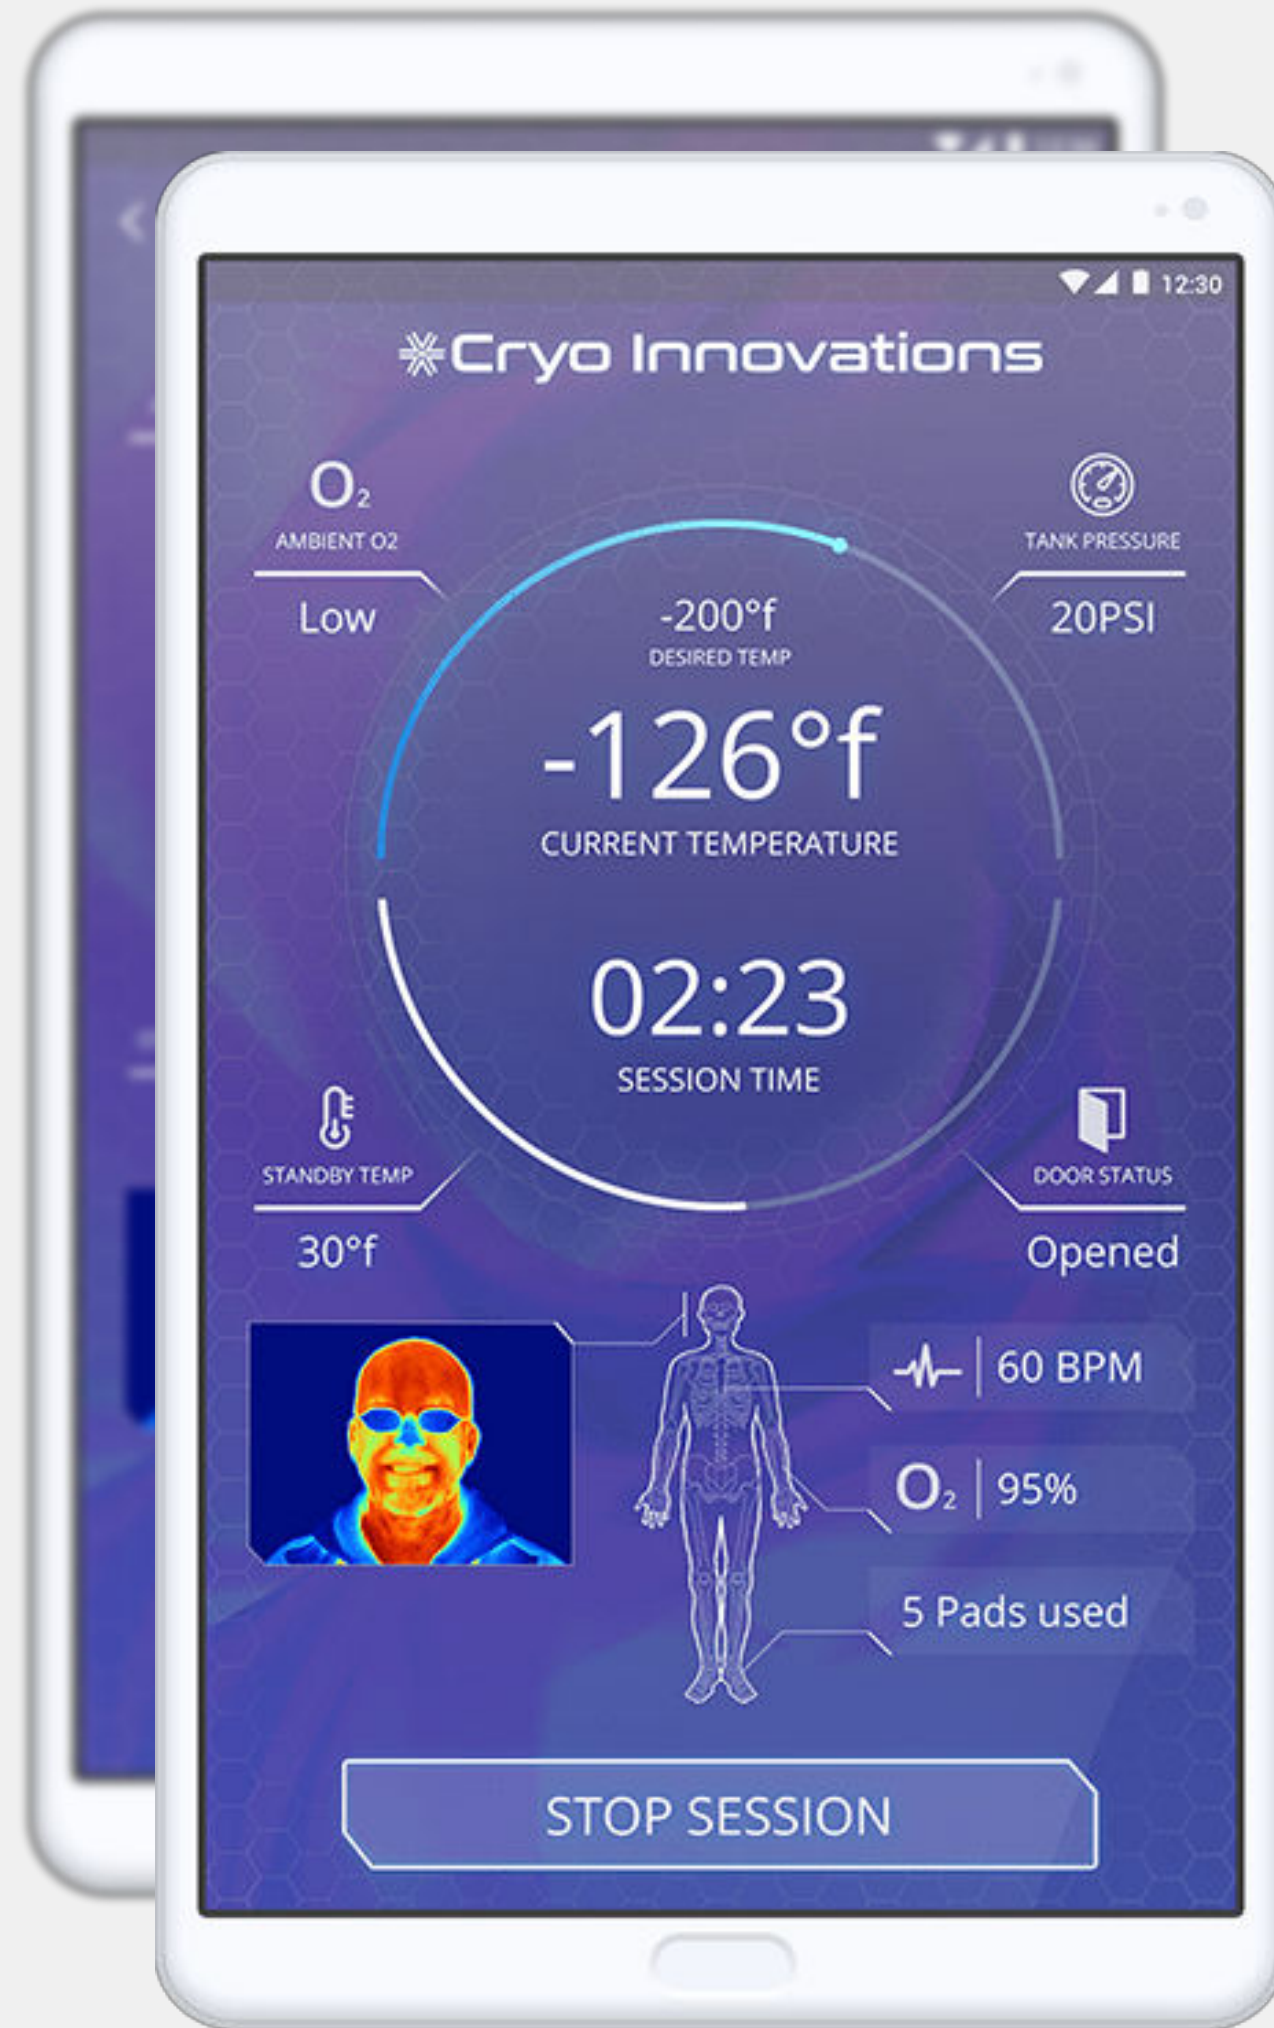 12:30
Cryo Innovations
O2
AMBIENT O2
Low
TANK PRESSURE
20PSI
-200°f
DESIRED TEMP
-126°f
CURRENT TEMPERATURE
02:23
SESSION TIME
STANDBY TEMP
30°f
DOOR STATUS
Opened
60 BPM
O2
95%
5 Pads used
STOP SESSION